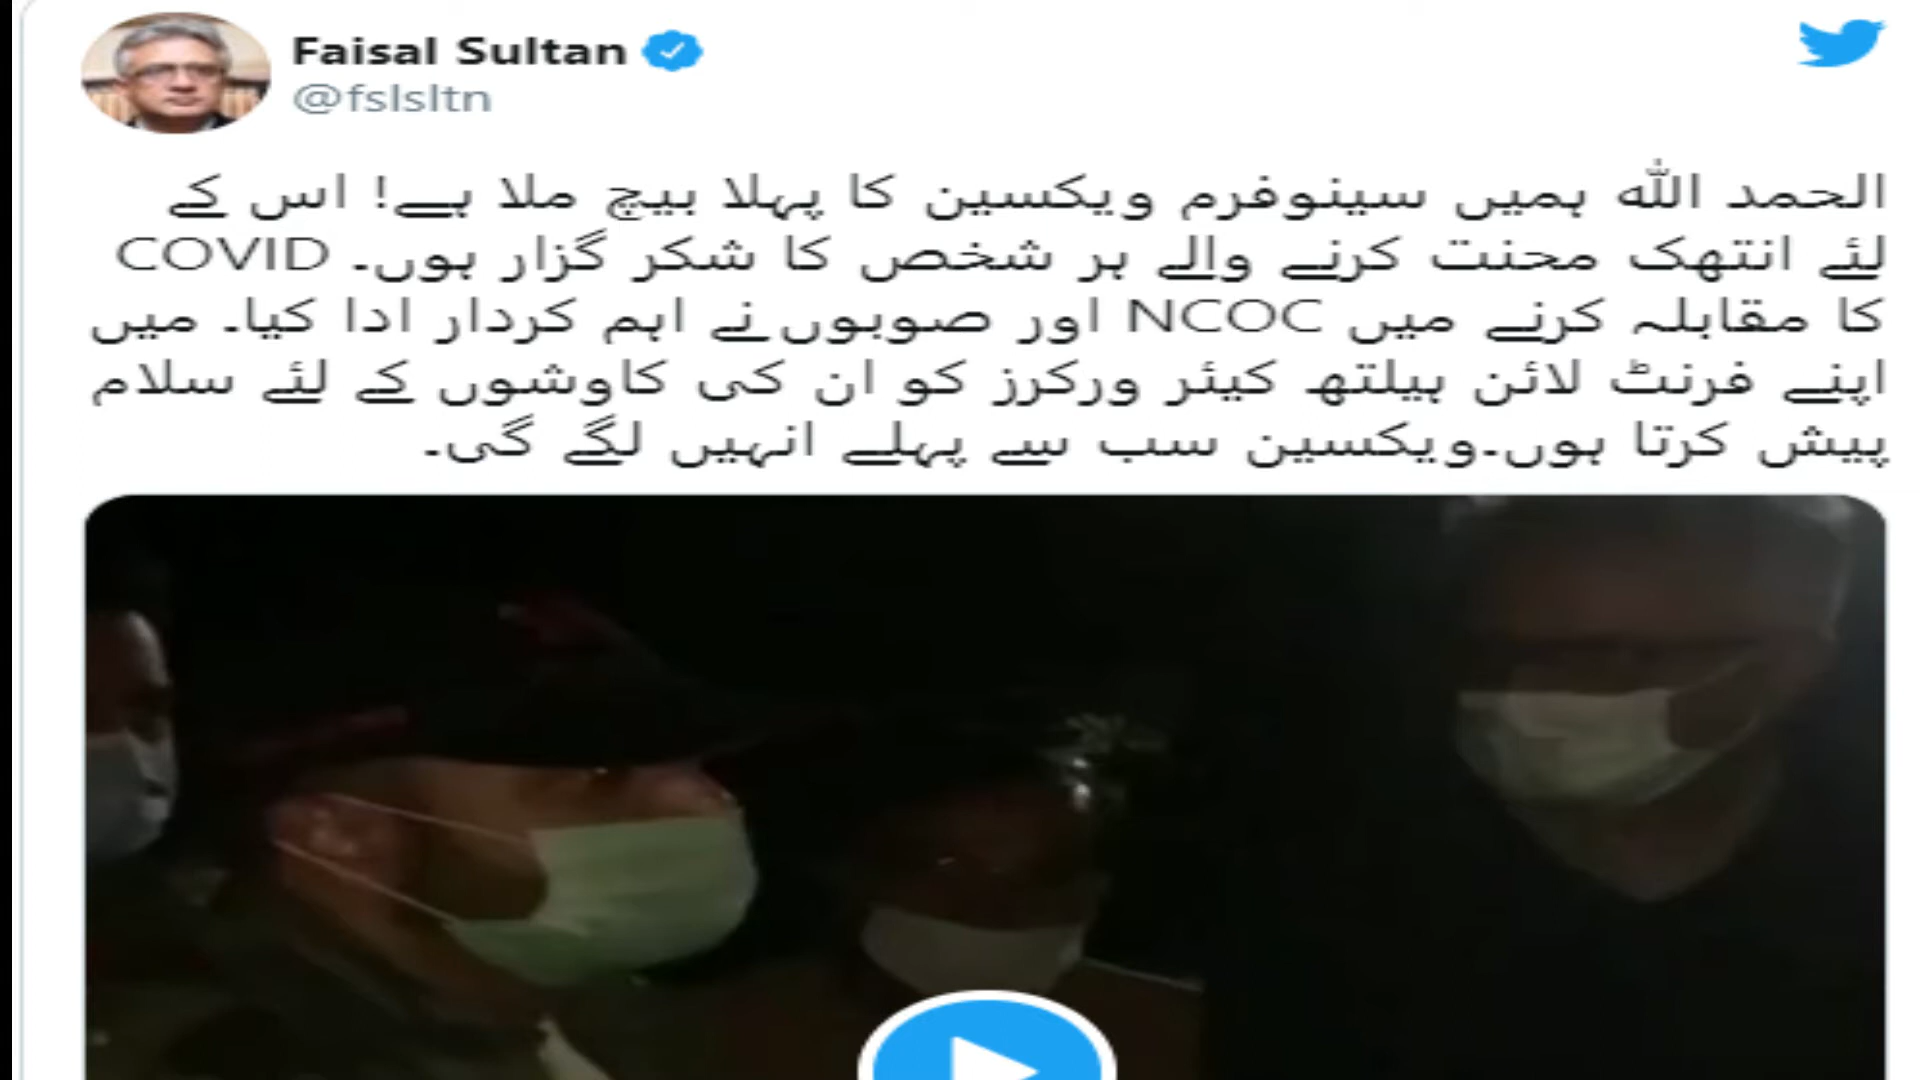 Faisal Sultan
@fslsltn
الحمد اللہ ہمیں سینوفرم ویکسین کا پہلا بیچ ملا ہے! اس کے
لئے انتھک محنت کرنے والے ہر شخص کا شکر گزار ہوں۔ COVID
کا مقابلہ کرنے میں NCOC اور صوبوں نے اہم کردار ادا کیا۔ میں
اپنے فرنٹ لائن ہیلتھ کیئر ورکرز کو ان کی کاوشوں کے لئے سلام
پیش کرتا ہوں۔ویکسین سب سے پہلے انہیں لگے گی۔